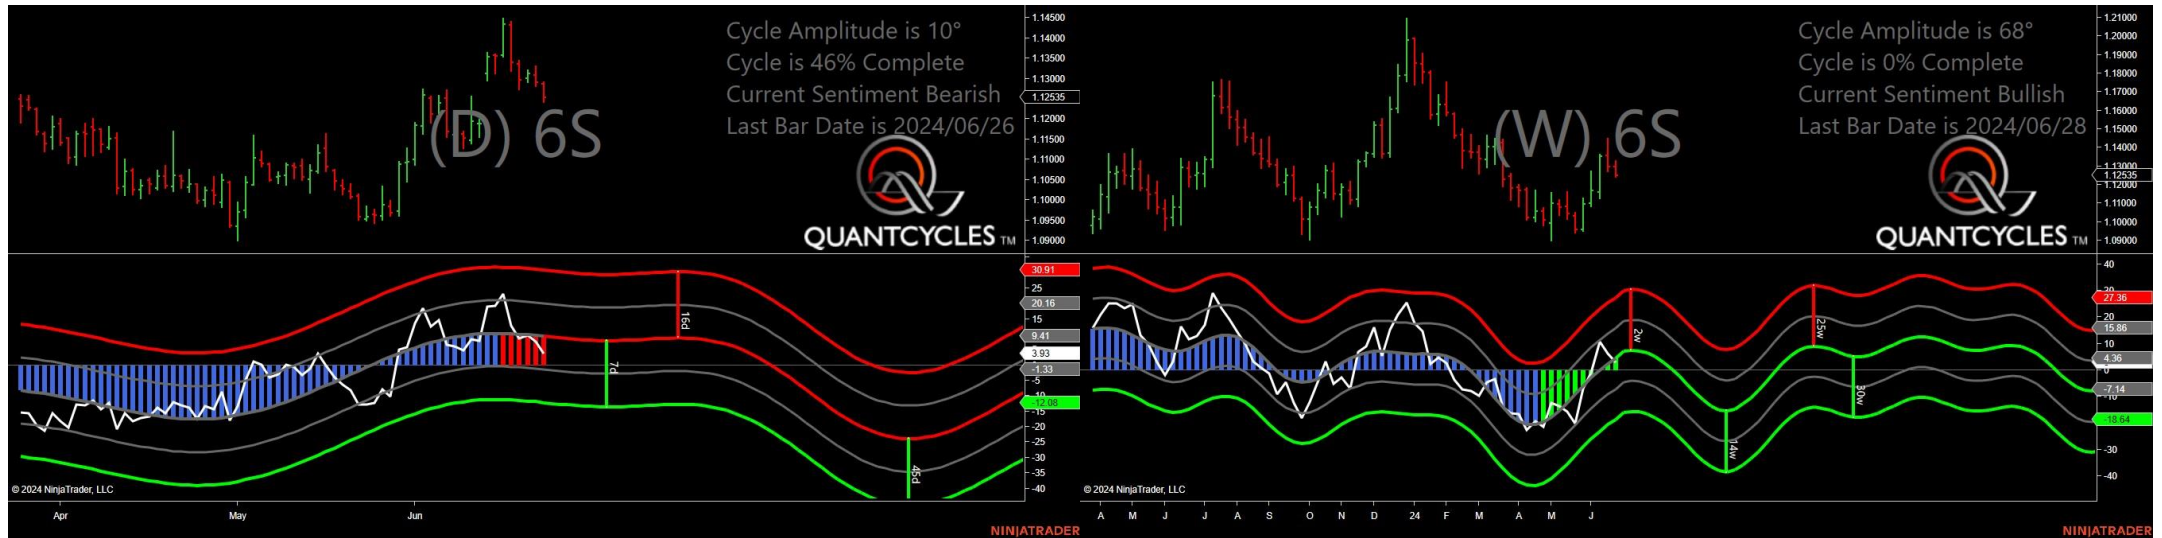 Cycle Amplitude is 10°
Cycle is 46% Complete
Current Sentiment Bearish
Last Bar Date is 2024/06/26
(D) 6S
QUANTCYCLES TM
1.14500
1.14000
1.13500
1.13000
1.12535
1.12000
1.11500
1.11000
1.10500
1.10000
1.09500
1.09000
30.91
25
20.16
15
9.41
3.93
-1.33
-5
-12.08
-15
-20
-25
-30
-35
-40
16d
7d
45d
© 2024 NinjaTrader, LLC
Apr
May
Jun
NINJATRADER
Cycle Amplitude is 68°
Cycle is 0% Complete
Current Sentiment Bullish
Last Bar Date is 2024/06/28
(W) 6S
QUANTCYCLES TM
1.21000
1.20000
1.19000
1.18000
1.17000
1.16000
1.15000
1.14000
1.13000
1.12535
1.12000
1.11000
1.10000
1.09000
40
27.36
20
15.86
10
4.36
-7.14
-10
-18.64
-30
-40
2w
25w
14w
30w
© 2024 NinjaTrader, LLC
A
M
J
J
A
S
O
N
D
24
F
M
A
M
J
NINJATRADER